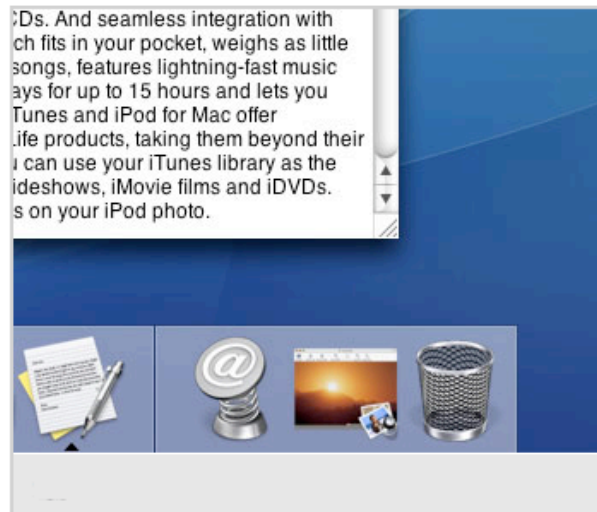 CDs. And seamless integration with
ch fits in your pocket, weighs as little
songs, features lightning-fast music
ays for up to 15 hours and lets you
Tunes and iPod for Mac offer
Life products, taking them beyond their
u can use your iTunes library as the
ideshows, iMovie films and iDVDs.
s on your iPod photo.
@